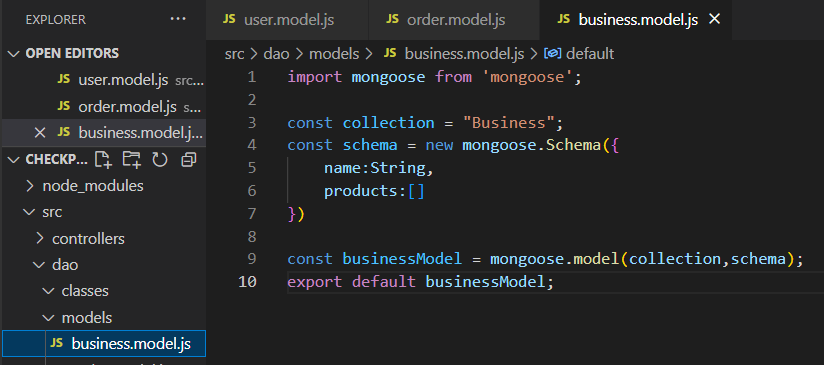 EXPLORER
···
OPEN EDITORS
JS user.model.js src...
JS order.model.js s...
JS business.model.j...
CHECKP...
node_modules
src
controllers
dao
classes
models
JS business.model.js
JS user.model.js
JS order.model.js
JS business.model.js
src > dao > models > JS business.model.js > default
1 import mongoose from 'mongoose';
2
3 const collection = "Business";
4 const schema = new mongoose.Schema({
5     name:String,
6     products:[]
7 })
8
9 const businessModel = mongoose.model(collection,schema);
10 export default businessModel;